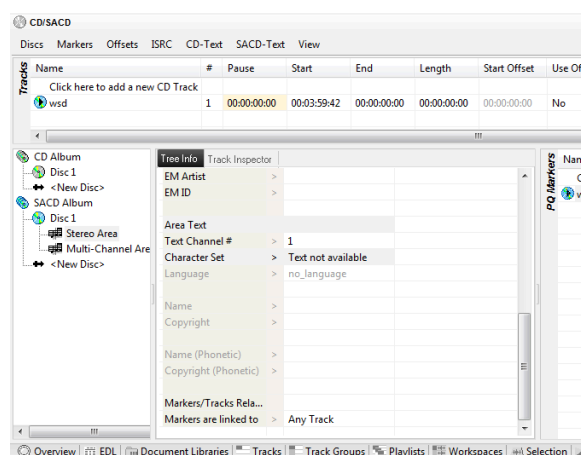 CD/SACD
Discs Markers Offsets ISRC CD-Text SACD-Text View
Tracks
Name # Pause Start End Length Start Offset Use Of
Click here to add a new CD Track
wsd 1 00:00:00:00 00:03:59:42 00:00:00:00 00:00:00:00 00:00:00:00 No
CD Album
Disc 1
<New Disc>
SACD Album
Disc 1
Stereo Area
Multi-Channel Are
<New Disc>
Tree Info Track Inspector
EM Artist >
EM ID >
Area Text
Text Channel # > 1
Character Set > Text not available
Language > no_language
Name >
Copyright >
Name (Phonetic) >
Copyright (Phonetic) >
Markers/Tracks Rela...
Markers are linked to > Any Track
PQ Markers
Nan
C
w
Overview EDL Document Libraries Tracks Track Groups Playlists Workspaces Selection